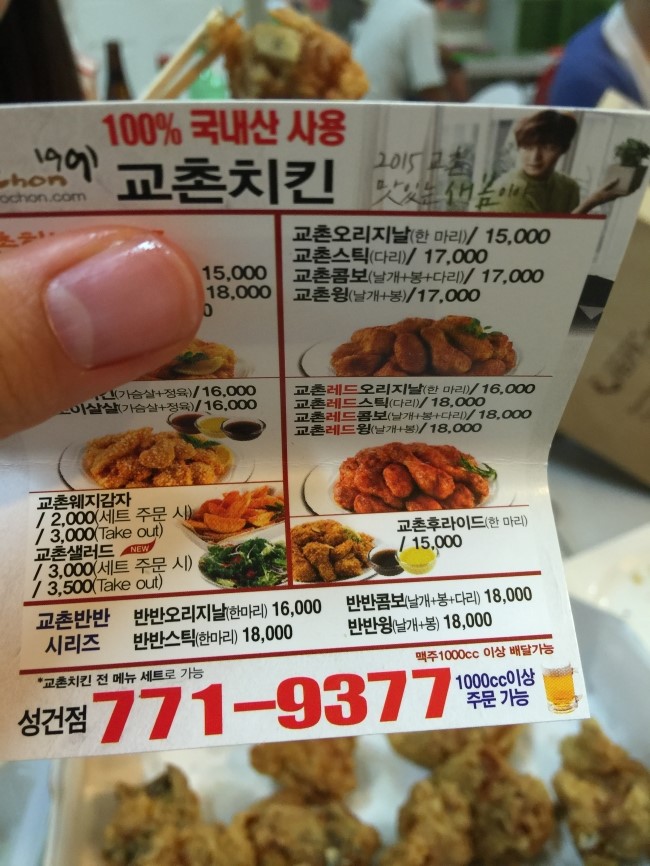 100% 국내산 사용
1991
교촌치킨
2015 교촌
맛있는 새봄이
15,000
18,000
(가슴살+정육)/ 16,000
살살(가슴살+정육)/ 16,000
교촌웨지감자
/ 2,000(세트 주문 시)
/ 3,000(Take out)
교촌샐러드 NEW
/ 3,000(세트 주문 시)
/ 3,500(Take out)
교촌오리지날(한 마리)/ 15,000
교촌스틱(다리)/ 17,000
교촌콤보(날개+봉+다리)/ 17,000
교촌윙(날개+봉)/17,000
교촌레드오리지날(한 마리)/ 16,000
교촌레드스틱(다리)/ 18,000
교촌레드콤보(날개+봉+다리)/ 18,000
교촌레드윙(날개+봉)/ 18,000
교촌후라이드(한 마리)
/ 15,000
교촌반반
시리즈
반반오리지날(한마리) 16,000
반반스틱(한마리) 18,000
반반콤보(날개+봉+다리) 18,000
반반윙(날개+봉) 18,000
*교촌치킨 전 메뉴 세트로 가능
맥주1000cc 이상 배달가능
성건점 771-9377
1000cc이상
주문 가능